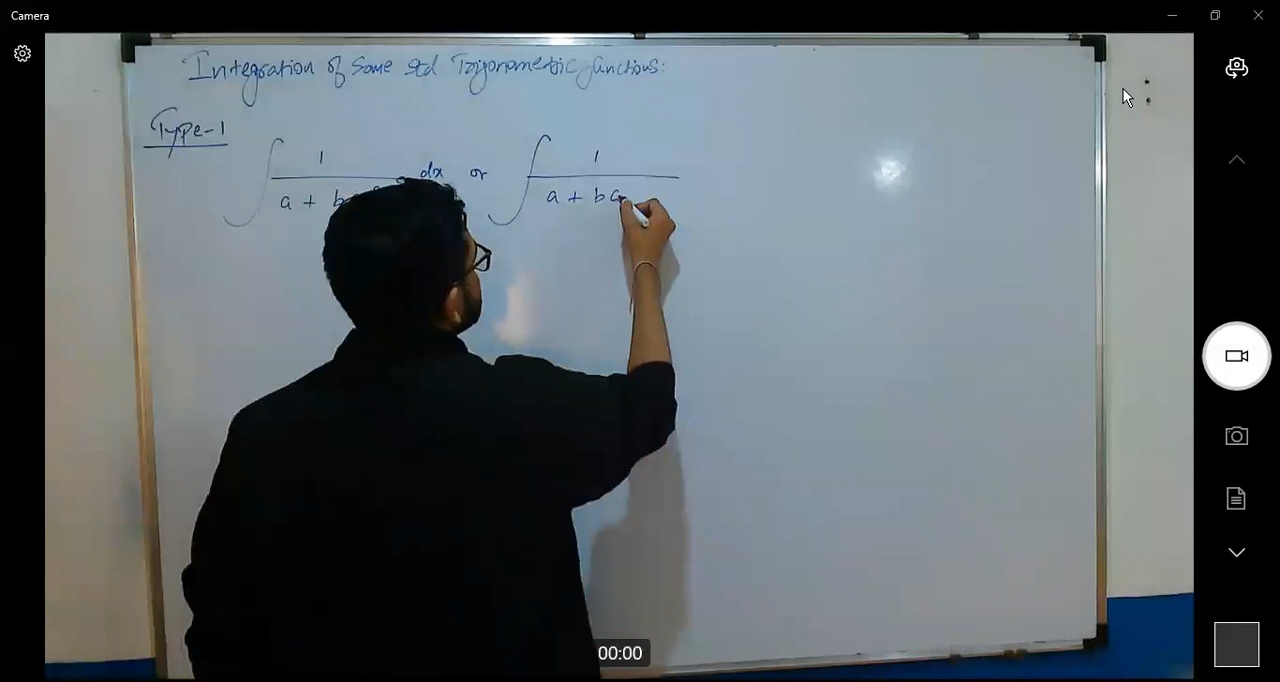 Camera
Integration of Some Std Trigonometric functions:
Type-1
∫ 1 / a + b dx or ∫ 1 / a + b
00:00